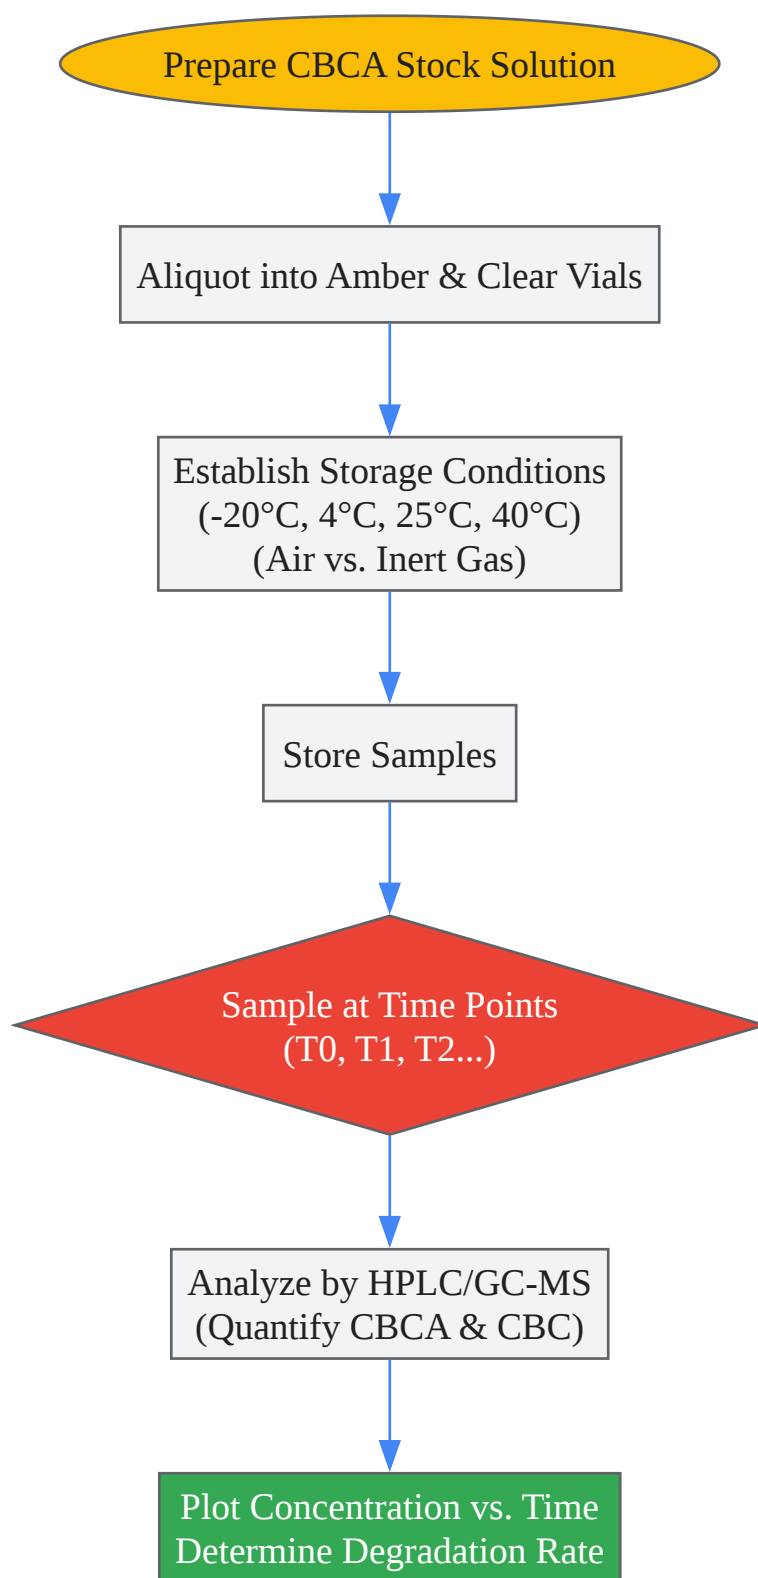 Prepare CBCA Stock Solution
Aliquot into Amber & Clear Vials
Establish Storage Conditions
(-20°C, 4°C, 25°C, 40°C)
(Air vs. Inert Gas)
Store Samples
Sample at Time Points
(T0, T1, T2...)
Analyze by HPLC/GC-MS
(Quantify CBCA & CBC)
Plot Concentration vs. Time
Determine Degradation Rate